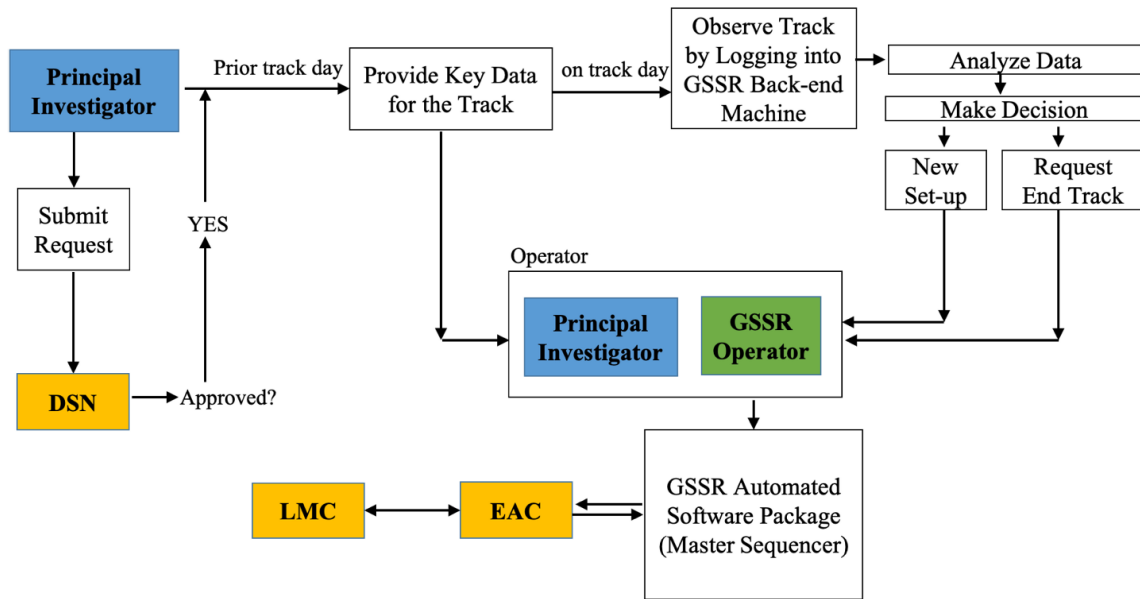 Principal
Investigator
Prior track day
Provide Key Data
for the Track
on track day
Observe Track
by Logging into
GSSR Back-end
Machine
Analyze Data
Make Decision
New
Set-up
Request
End Track
Submit
Request
YES
DSN
Approved?
Operator
Principal
Investigator
GSSR
Operator
GSSR Automated
Software Package
(Master Sequencer)
LMC
EAC